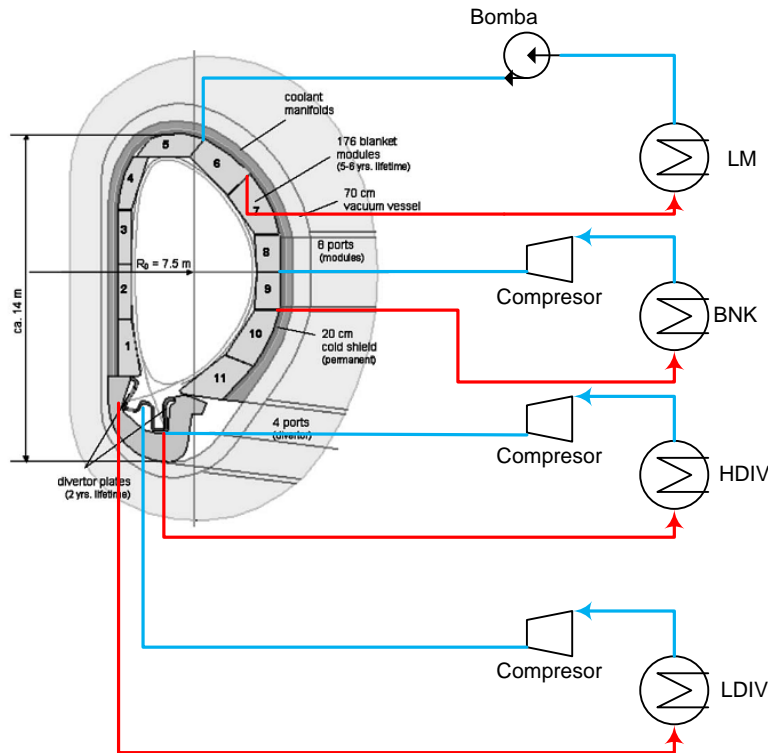 Bomba
coolant
manifolds
176 blanket
modules
(5-6 yrs. lifetime)
LM
70 cm
vacuum vessel
5
6
4
7
3
8
8 ports
(modules)
R₀ = 7.5 m
ca. 14 m
2
9
Compresor
BNK
1
10
20 cm
cold shield
(permanent)
11
4 ports
(divertor)
Compresor
HDIV
divertor plates
(2 yrs. lifetime)
Compresor
LDIV